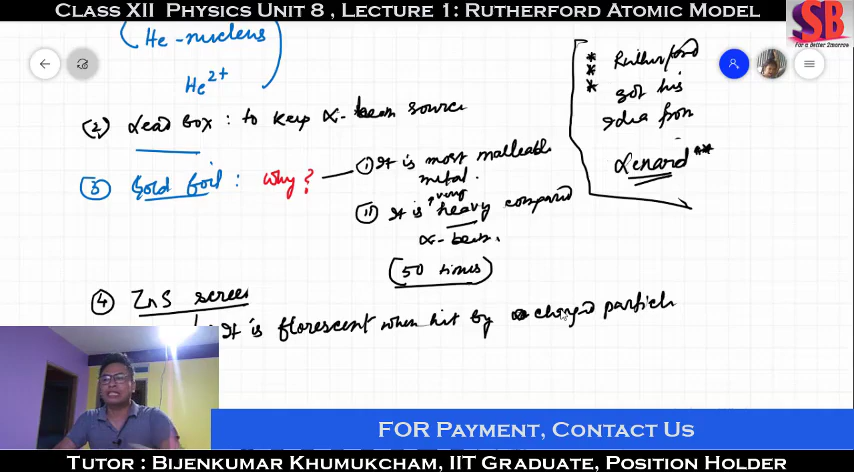 CLASS XII PHYSICS UNIT 8 , LECTURE 1: RUTHERFORD ATOMIC MODEL
SB
For a Better 2morrow
He-nucleus
He2+
(2) Lead Box : to keep α-beam source
(3) Gold foil : Why?
(i) It is most malleable
metal.
(ii) It is very heavy compared
α-beam.
(50 times)
* Rutherford
* got his
* idea from
Lenard **
(4) ZnS screen
It is florescent when hit by charged particle
FOR PAYMENT, CONTACT US
TUTOR : BIJENKUMAR KHUMUKCHAM, IIT GRADUATE, POSITION HOLDER